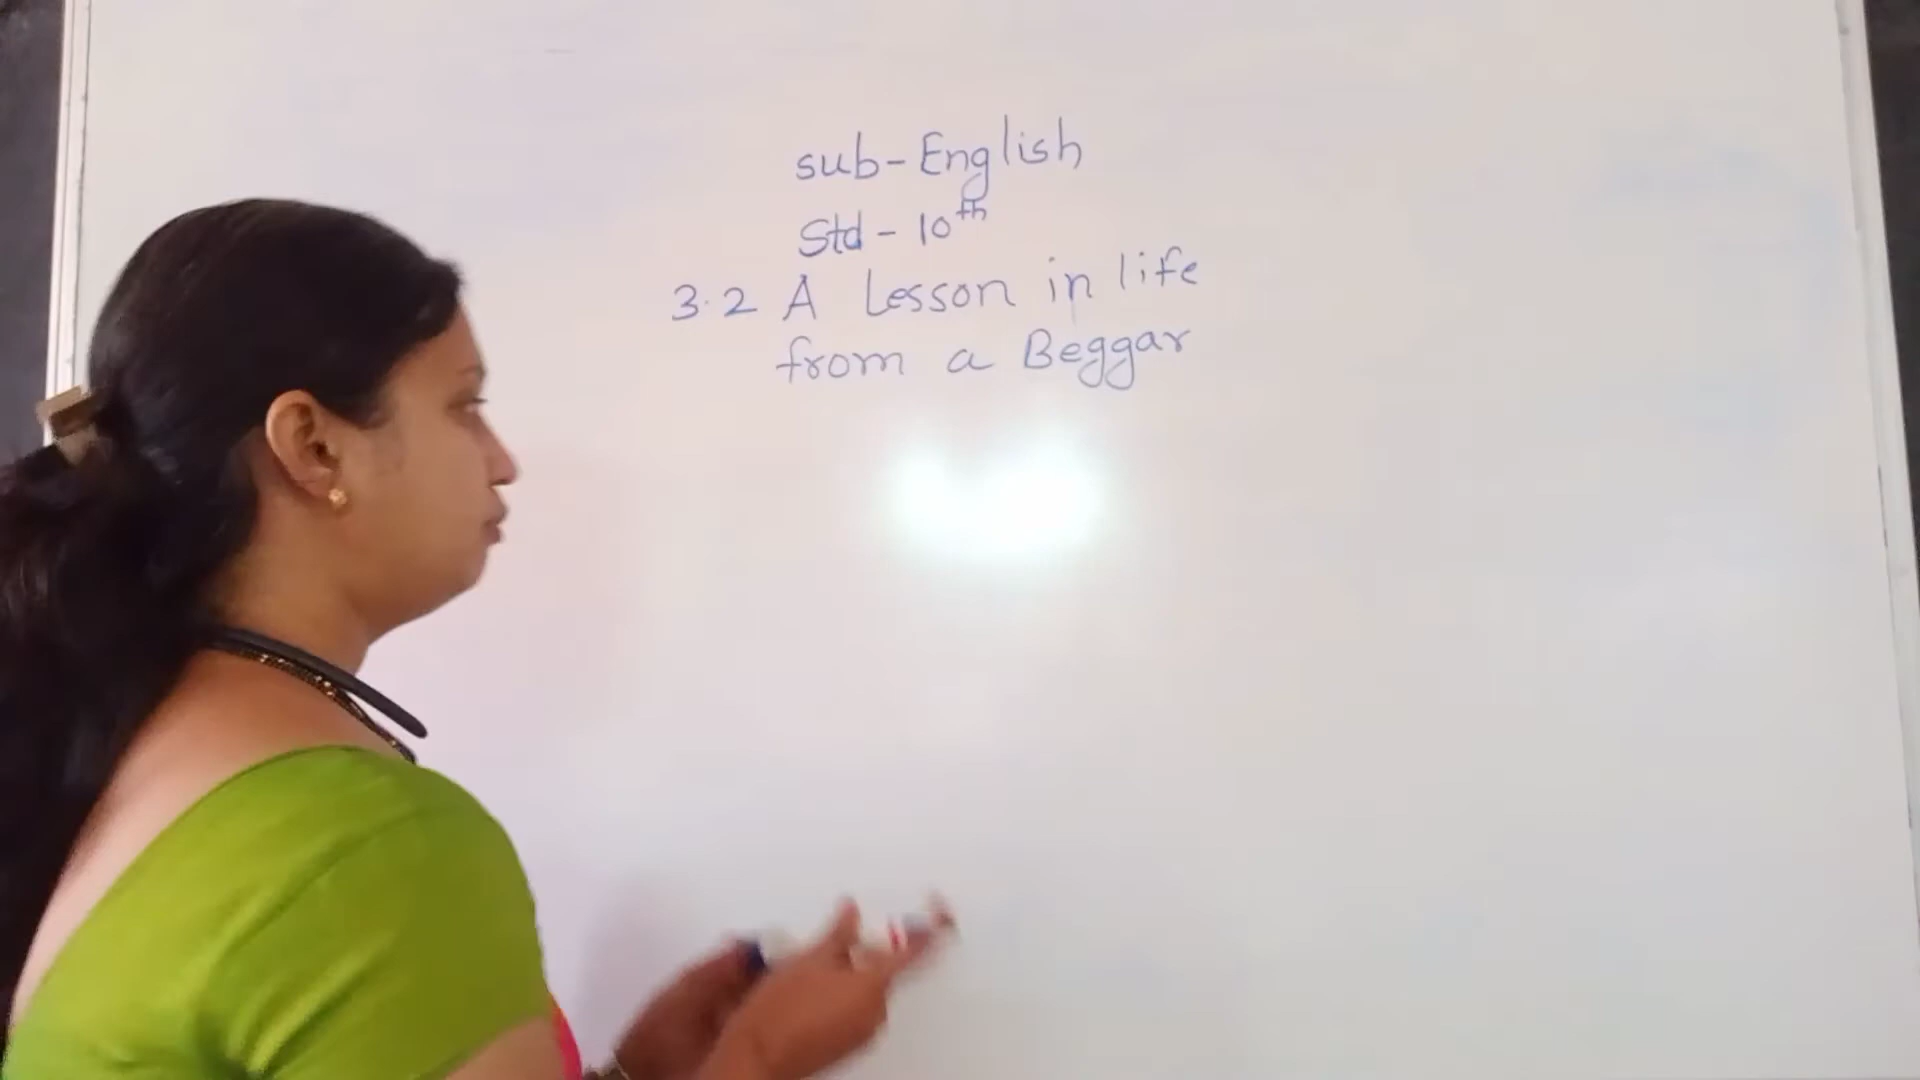 sub-English
Std - 10th
3.2 A Lesson in life
from a Beggar